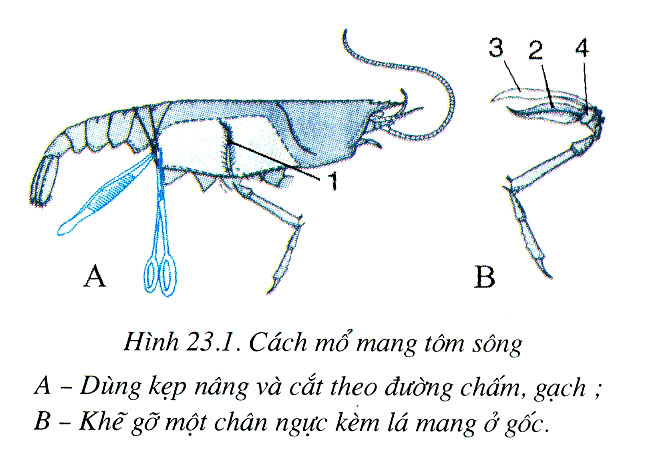 3 2 4
1
A
B
Hình 23.1. Cách mổ mang tôm sông
A – Dùng kẹp nâng và cắt theo đường chấm, gạch ;
B – Khẽ gỡ một chân ngực kèm lá mang ở gốc.